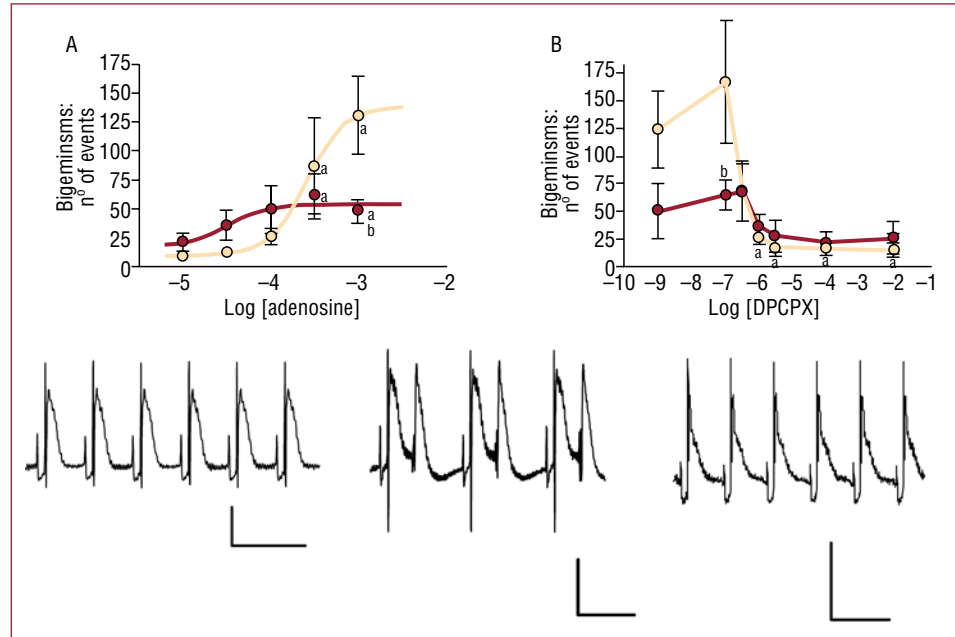 A
Bigeminsms:
nº of events
175
150
125
100
75
50
25
0
a
a
a
a
b
–5
–4
–3
–2
Log [adenosine]
B
Bigeminsms:
nº of events
175
150
125
100
75
50
25
0
b
a
a
a
a
–10
–9
–8
–7
–6
–5
–4
–3
–2
–1
Log [DPCPX]